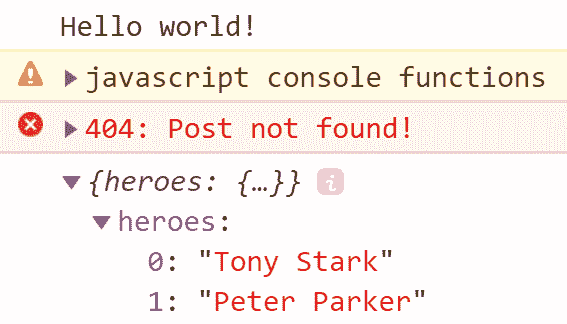 Hello world!
javascript console functions
404: Post not found!
{heroes: {…}} i
heroes:
0: "Tony Stark"
1: "Peter Parker"